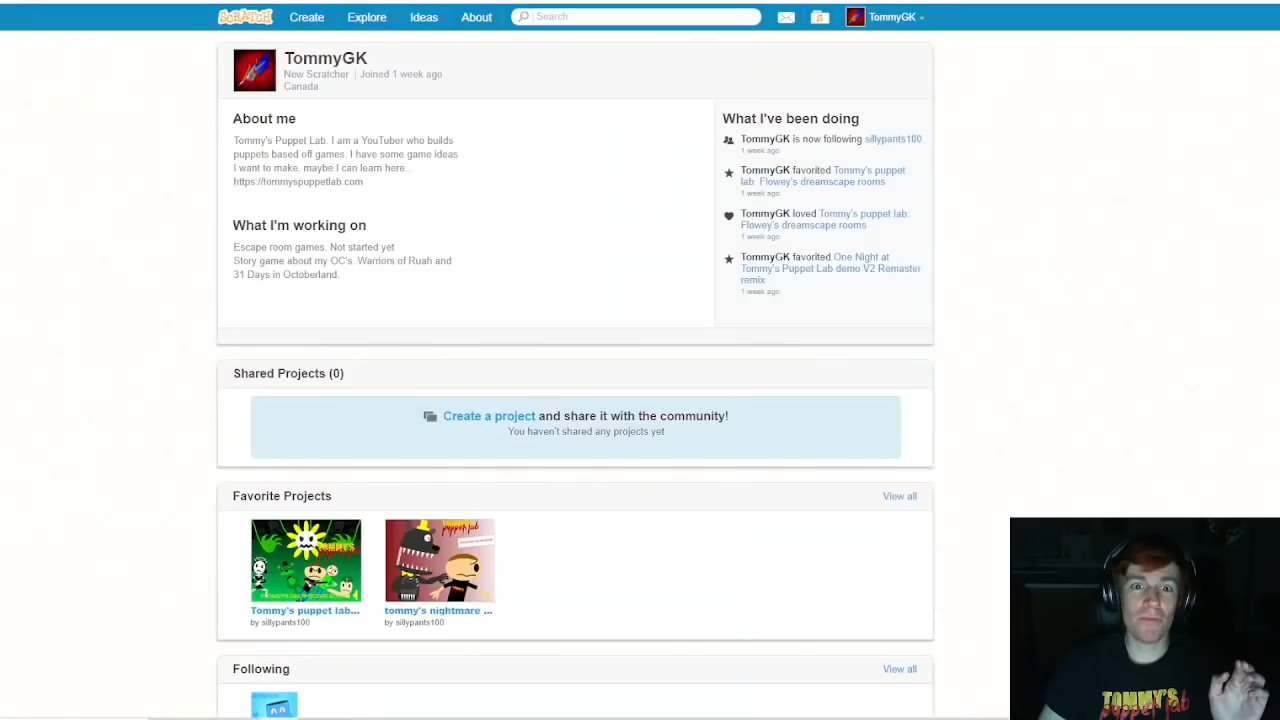 SCRATCH Create Explore Ideas About Search TommyGK
TommyGK
New Scratcher | Joined 1 week ago
Canada
About me
Tommy's Puppet Lab. I am a YouTuber who builds
puppets based off games. I have some game ideas
I want to make, maybe I can learn here..
https://tommyspuppetlab.com
What I'm working on
Escape room games. Not started yet
Story game about my OC's. Warriors of Ruah and
31 Days in Octoberland.
What I've been doing
TommyGK is now following sillypants100
1 week ago
TommyGK favorited Tommy's puppet
lab: Flowey's dreamscape rooms
1 week ago
TommyGK loved Tommy's puppet lab:
Flowey's dreamscape rooms
1 week ago
TommyGK favorited One Night at
Tommy's Puppet Lab demo V2 Remaster
remix
1 week ago
Shared Projects (0)
Create a project and share it with the community!
You haven't shared any projects yet
Favorite Projects View all
TOMMY'S
puppet lab
puppet lab
Tommy's puppet lab... tommy's nightmare ...
by sillypants100 by sillypants100
Following View all
TOMMY'S
puppet lab